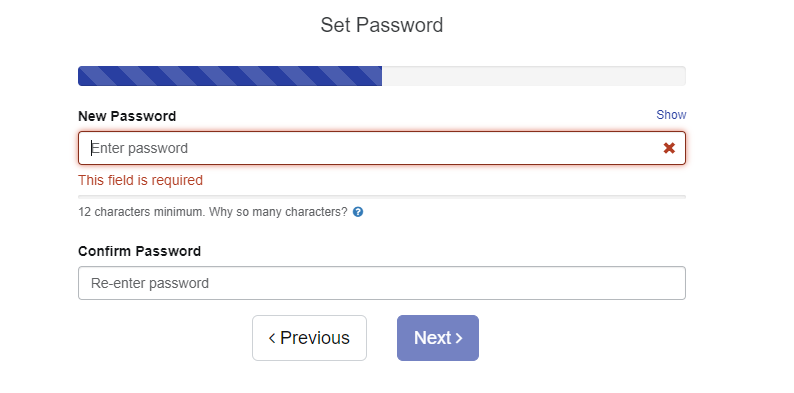 Set Password
New Password Show
Enter password
This field is required
12 characters minimum. Why so many characters? ?
Confirm Password
Re-enter password
‹ Previous Next ›